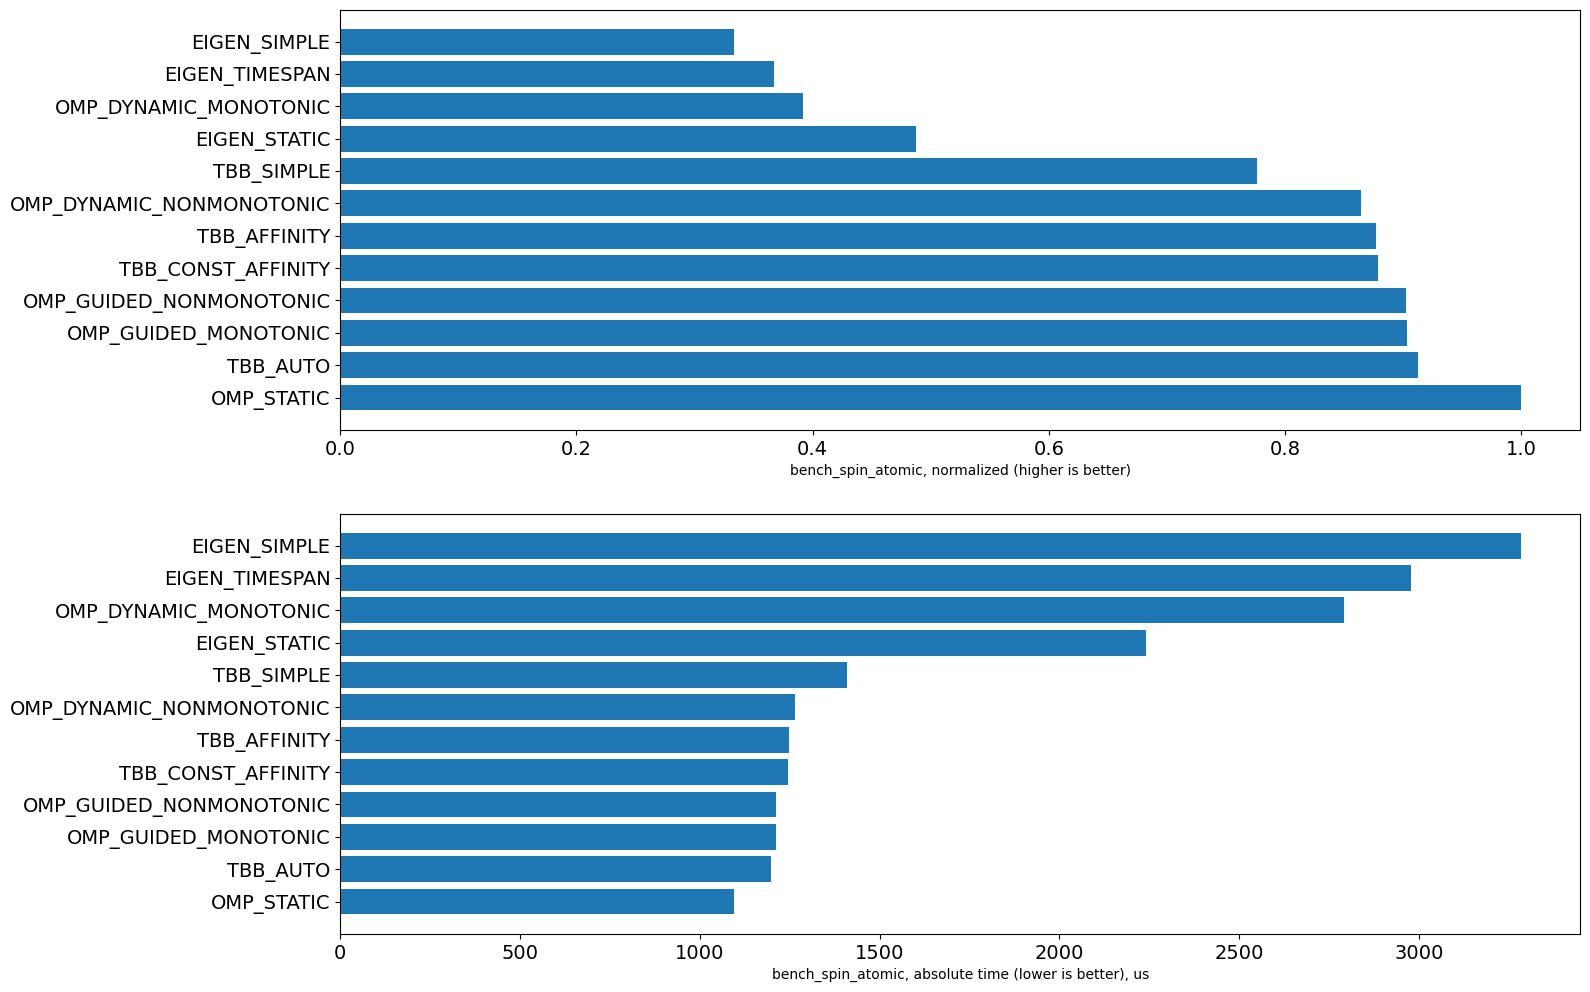 EIGEN_SIMPLE
EIGEN_TIMESPAN
OMP_DYNAMIC_MONOTONIC
EIGEN_STATIC
TBB_SIMPLE
OMP_DYNAMIC_NONMONOTONIC
TBB_AFFINITY
TBB_CONST_AFFINITY
OMP_GUIDED_NONMONOTONIC
OMP_GUIDED_MONOTONIC
TBB_AUTO
OMP_STATIC
0.0 0.2 0.4 0.6 0.8 1.0
bench_spin_atomic, normalized (higher is better)
EIGEN_SIMPLE
EIGEN_TIMESPAN
OMP_DYNAMIC_MONOTONIC
EIGEN_STATIC
TBB_SIMPLE
OMP_DYNAMIC_NONMONOTONIC
TBB_AFFINITY
TBB_CONST_AFFINITY
OMP_GUIDED_NONMONOTONIC
OMP_GUIDED_MONOTONIC
TBB_AUTO
OMP_STATIC
0 500 1000 1500 2000 2500 3000
bench_spin_atomic, absolute time (lower is better), us